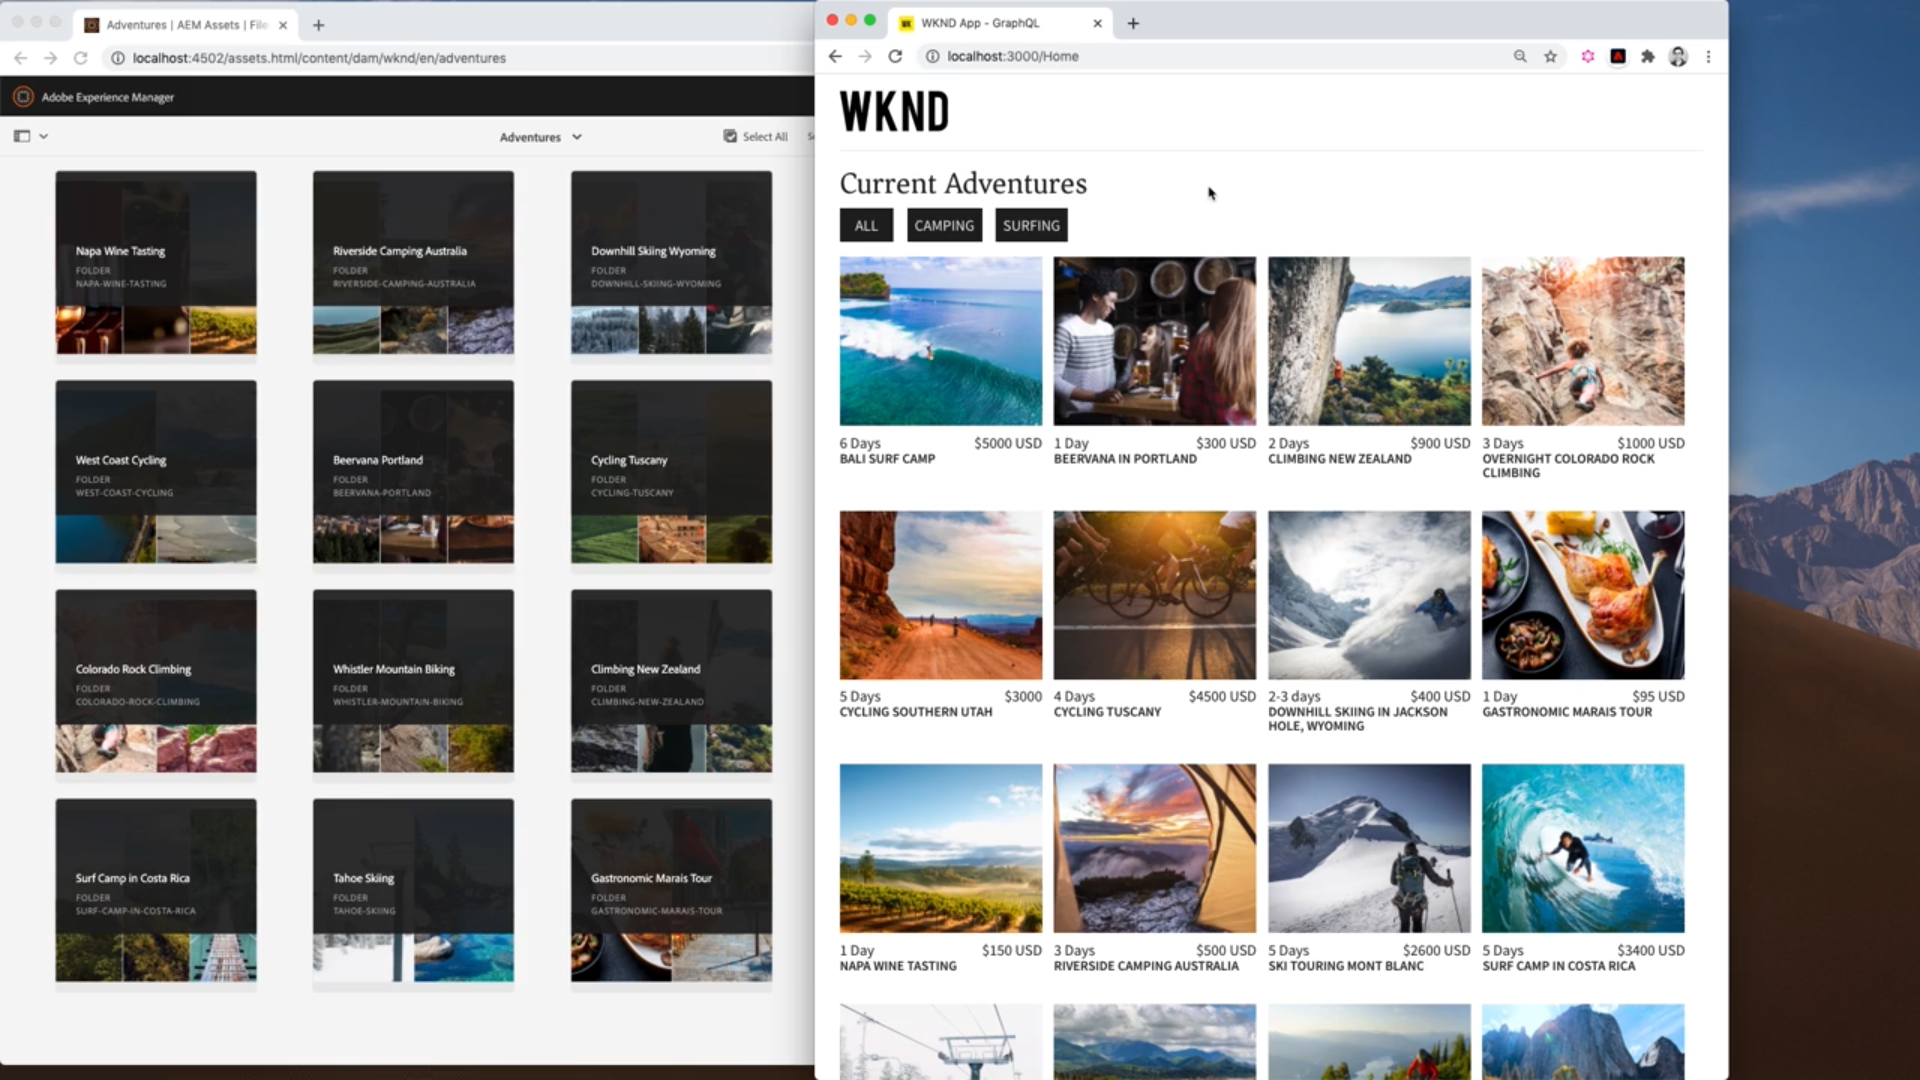 Adventures | AEM Assets | File
localhost:4502/assets.html/content/dam/wknd/en/adventures
Adobe Experience Manager
Adventures
Select All
Napa Wine Tasting
FOLDER
NAPA-WINE-TASTING
Riverside Camping Australia
FOLDER
RIVERSIDE-CAMPING-AUSTRALIA
Downhill Skiing Wyoming
FOLDER
DOWNHILL-SKIING-WYOMING
West Coast Cycling
FOLDER
WEST-COAST-CYCLING
Beervana Portland
FOLDER
BEERVANA-PORTLAND
Cycling Tuscany
FOLDER
CYCLING-TUSCANY
Colorado Rock Climbing
FOLDER
COLORADO-ROCK-CLIMBING
Whistler Mountain Biking
FOLDER
WHISTLER-MOUNTAIN-BIKING
Climbing New Zealand
FOLDER
CLIMBING-NEW-ZEALAND
Surf Camp in Costa Rica
FOLDER
SURF-CAMP-IN-COSTA-RICA
Tahoe Skiing
FOLDER
TAHOE-SKIING
Gastronomic Marais Tour
FOLDER
GASTRONOMIC-MARAIS-TOUR
WKND App - GraphQL
localhost:3000/Home
WKND
Current Adventures
ALL
CAMPING
SURFING
6 Days $5000 USD
BALI SURF CAMP
1 Day $300 USD
BEERVANA IN PORTLAND
2 Days $900 USD
CLIMBING NEW ZEALAND
3 Days $1000 USD
OVERNIGHT COLORADO ROCK
CLIMBING
5 Days $3000
CYCLING SOUTHERN UTAH
4 Days $4500 USD
CYCLING TUSCANY
2-3 days $400 USD
DOWNHILL SKIING IN JACKSON
HOLE, WYOMING
1 Day $95 USD
GASTRONOMIC MARAIS TOUR
1 Day $150 USD
NAPA WINE TASTING
3 Days $500 USD
RIVERSIDE CAMPING AUSTRALIA
5 Days $2600 USD
SKI TOURING MONT BLANC
5 Days $3400 USD
SURF CAMP IN COSTA RICA